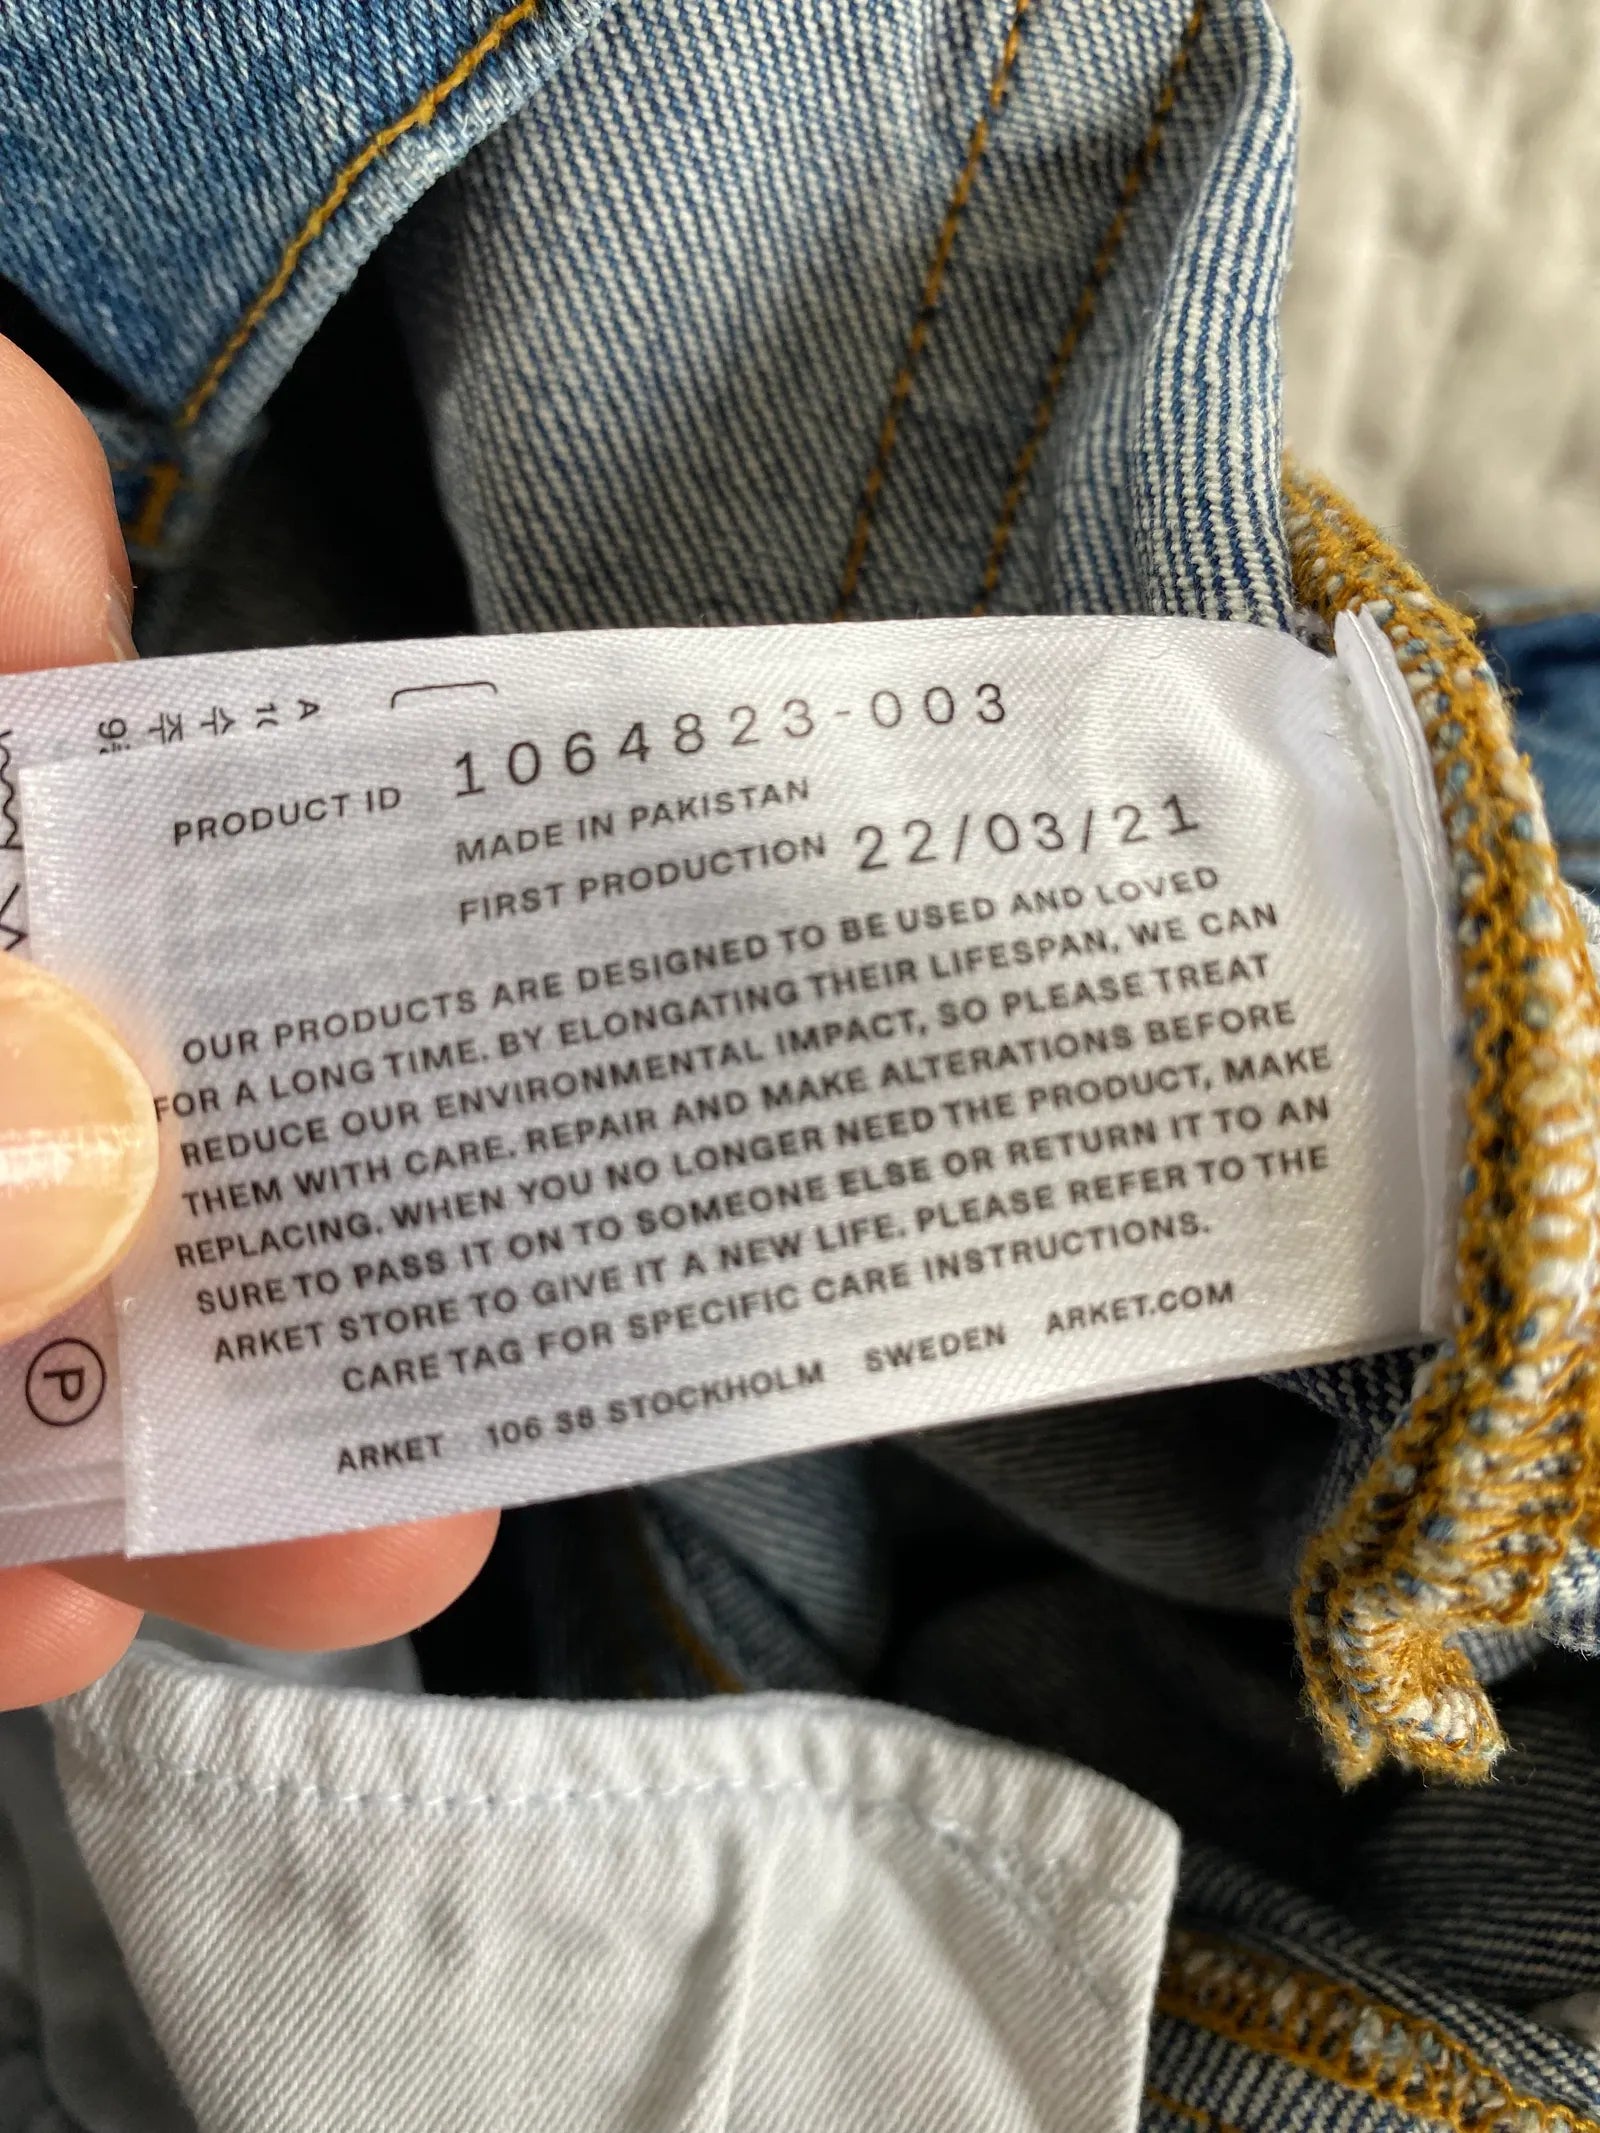 PRODUCT ID 1064823-003
MADE IN PAKISTAN
FIRST PRODUCTION 22/03/21
OUR PRODUCTS ARE DESIGNED TO BE USED AND LOVED
FOR A LONG TIME. BY ELONGATING THEIR LIFESPAN, WE CAN
REDUCE OUR ENVIRONMENTAL IMPACT, SO PLEASE TREAT
THEM WITH CARE. REPAIR AND MAKE ALTERATIONS BEFORE
REPLACING. WHEN YOU NO LONGER NEED THE PRODUCT, MAKE
SURE TO PASS IT ON TO SOMEONE ELSE OR RETURN IT TO AN
ARKET STORE TO GIVE IT A NEW LIFE. PLEASE REFER TO THE
CARE TAG FOR SPECIFIC CARE INSTRUCTIONS.
ARKET 106 38 STOCKHOLM SWEDEN ARKET.COM
P